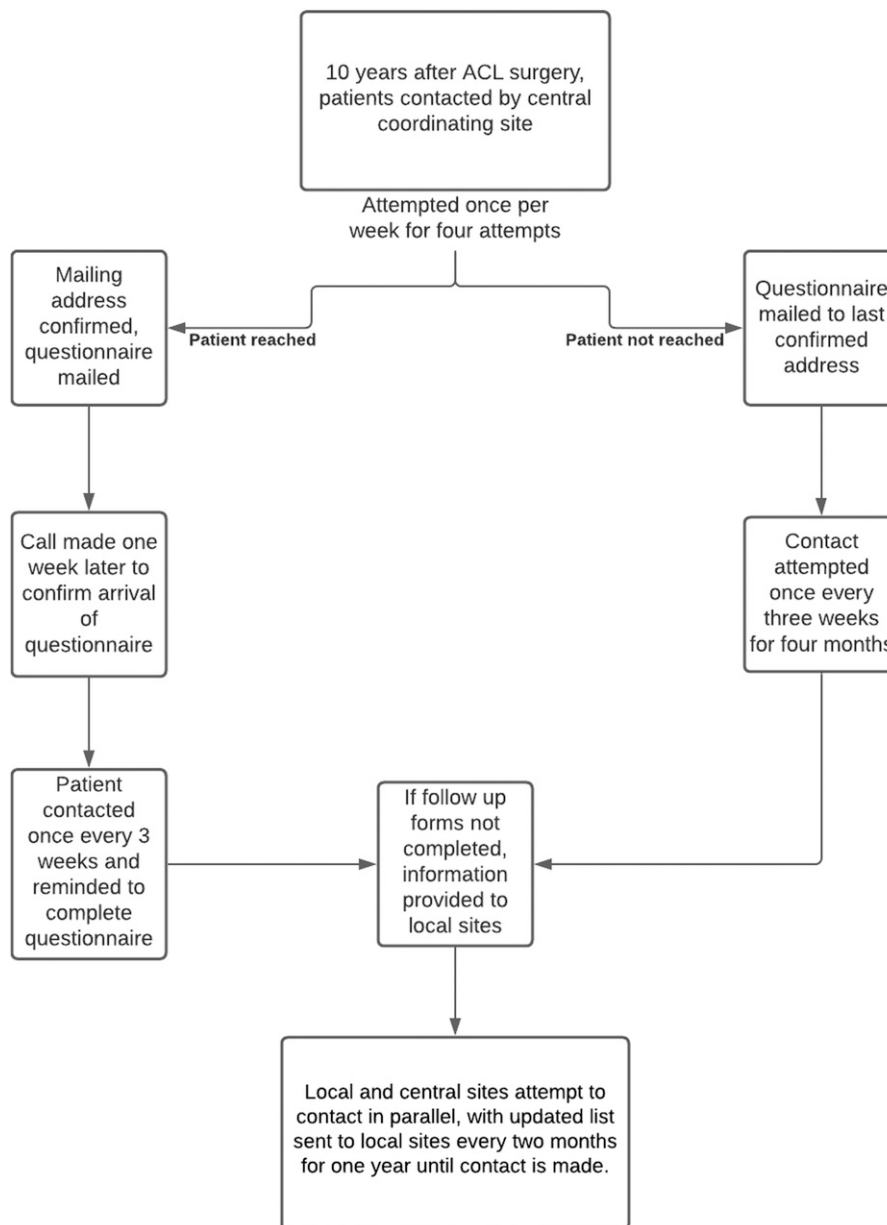 10 years after ACL surgery,
patients contacted by central
coordinating site
Attempted once per
week for four attempts
Patient reached
Patient not reached
Mailing
address
confirmed,
questionnaire
mailed
Questionnaire
mailed to last
confirmed
address
Call made one
week later to
confirm arrival
of
questionnaire
Contact
attempted
once every
three weeks
for four months
Patient
contacted
once every 3
weeks and
reminded to
complete
questionnaire
If follow up
forms not
completed,
information
provided to
local sites
Local and central sites attempt to
contact in parallel, with updated list
sent to local sites every two months
for one year until contact is made.